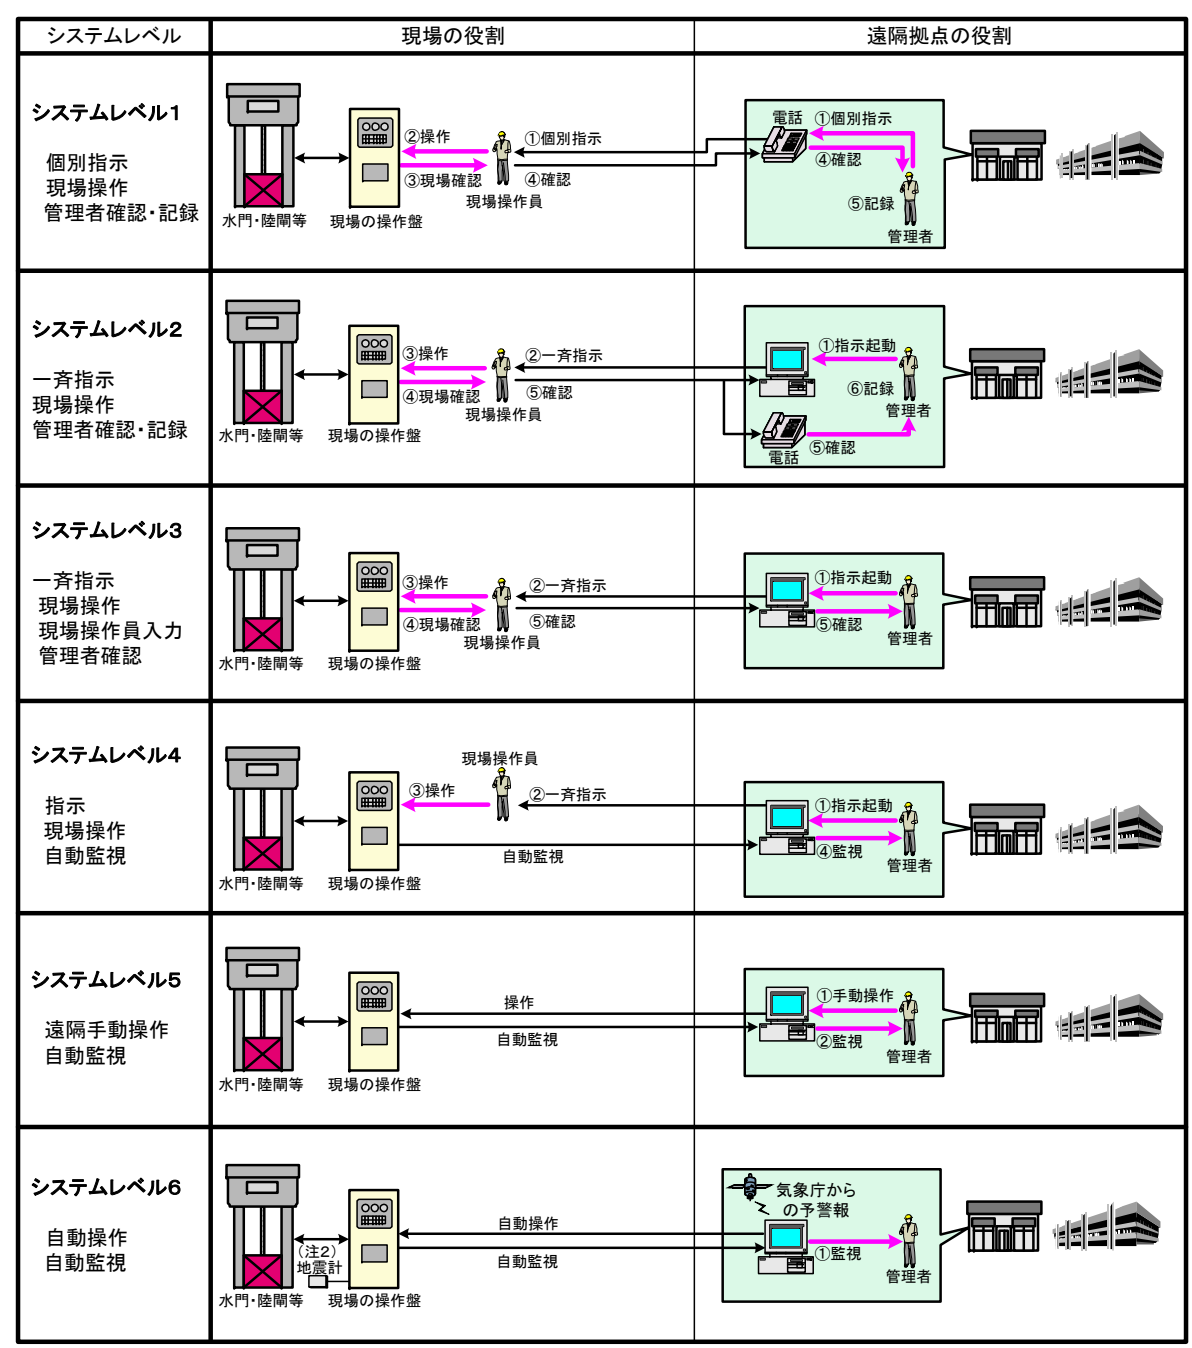 システムレベル
現場の役割
遠隔拠点の役割
システムレベル1
個別指示
現場操作
管理者確認・記録
水門・陸閘等
現場の操作盤
②操作
③現場確認
現場操作員
①個別指示
④確認
電話
①個別指示
④確認
⑤記録
管理者
システムレベル2
一斉指示
現場操作
管理者確認・記録
水門・陸閘等
現場の操作盤
③操作
④現場確認
現場操作員
②一斉指示
⑤確認
①指示起動
⑥記録
管理者
電話
⑤確認
システムレベル3
一斉指示
現場操作
現場操作員入力
管理者確認
水門・陸閘等
現場の操作盤
③操作
④現場確認
現場操作員
②一斉指示
⑤確認
①指示起動
⑤確認
管理者
システムレベル4
指示
現場操作
自動監視
水門・陸閘等
現場の操作盤
現場操作員
③操作
②一斉指示
自動監視
①指示起動
④監視
管理者
システムレベル5
遠隔手動操作
自動監視
水門・陸閘等
現場の操作盤
操作
自動監視
①手動操作
②監視
管理者
システムレベル6
自動操作
自動監視
水門・陸閘等
（注2）
地震計
現場の操作盤
自動操作
自動監視
気象庁から
の予警報
①監視
管理者